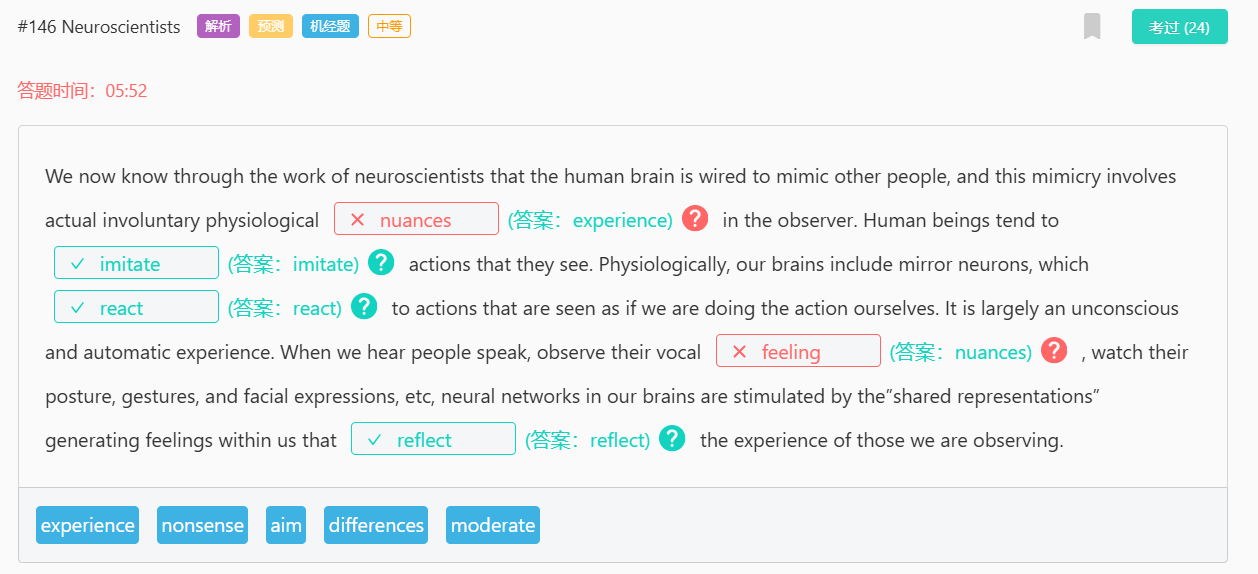 #146 Neuroscientists 解析 预测 机经题 中等 考过 (24)
答题时间：05:52
We now know through the work of neuroscientists that the human brain is wired to mimic other people, and this mimicry involves
actual involuntary physiological × nuances (答案：experience) ? in the observer. Human beings tend to
✓ imitate (答案：imitate) ? actions that they see. Physiologically, our brains include mirror neurons, which
✓ react (答案：react) ? to actions that are seen as if we are doing the action ourselves. It is largely an unconscious
and automatic experience. When we hear people speak, observe their vocal × feeling (答案：nuances) ? , watch their
posture, gestures, and facial expressions, etc, neural networks in our brains are stimulated by the“shared representations”
generating feelings within us that ✓ reflect (答案：reflect) ? the experience of those we are observing.
experience nonsense aim differences moderate